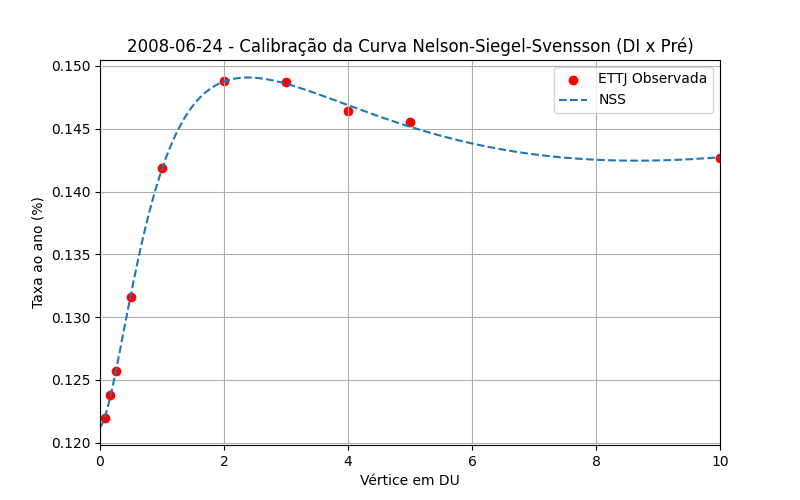 2008-06-24 - Calibração da Curva Nelson-Siegel-Svensson (DI x Pré)
ETTJ Observada
NSS
Taxa ao ano (%)
0.150
0.145
0.140
0.135
0.130
0.125
0.120
0 2 4 6 8 10
Vértice em DU